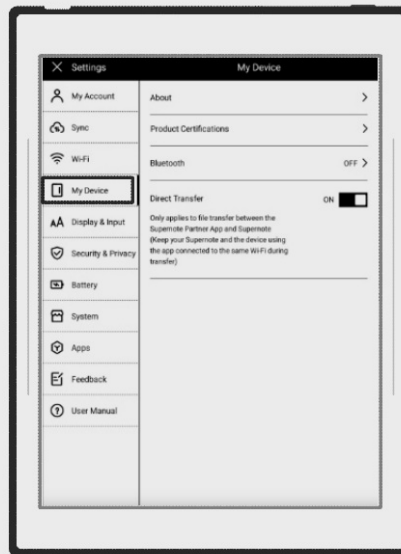 Settings
My Device
My Account
Sync
Wi-Fi
My Device
Display & Input
Security & Privacy
Battery
System
Apps
Feedback
User Manual
About
Product Certifications
Bluetooth OFF
Direct Transfer ON
Only applies to file transfer between the
Supernote Partner App and Supernote
(Keep your Supernote and the device using
the app connected to the same Wi-Fi during
transfer)